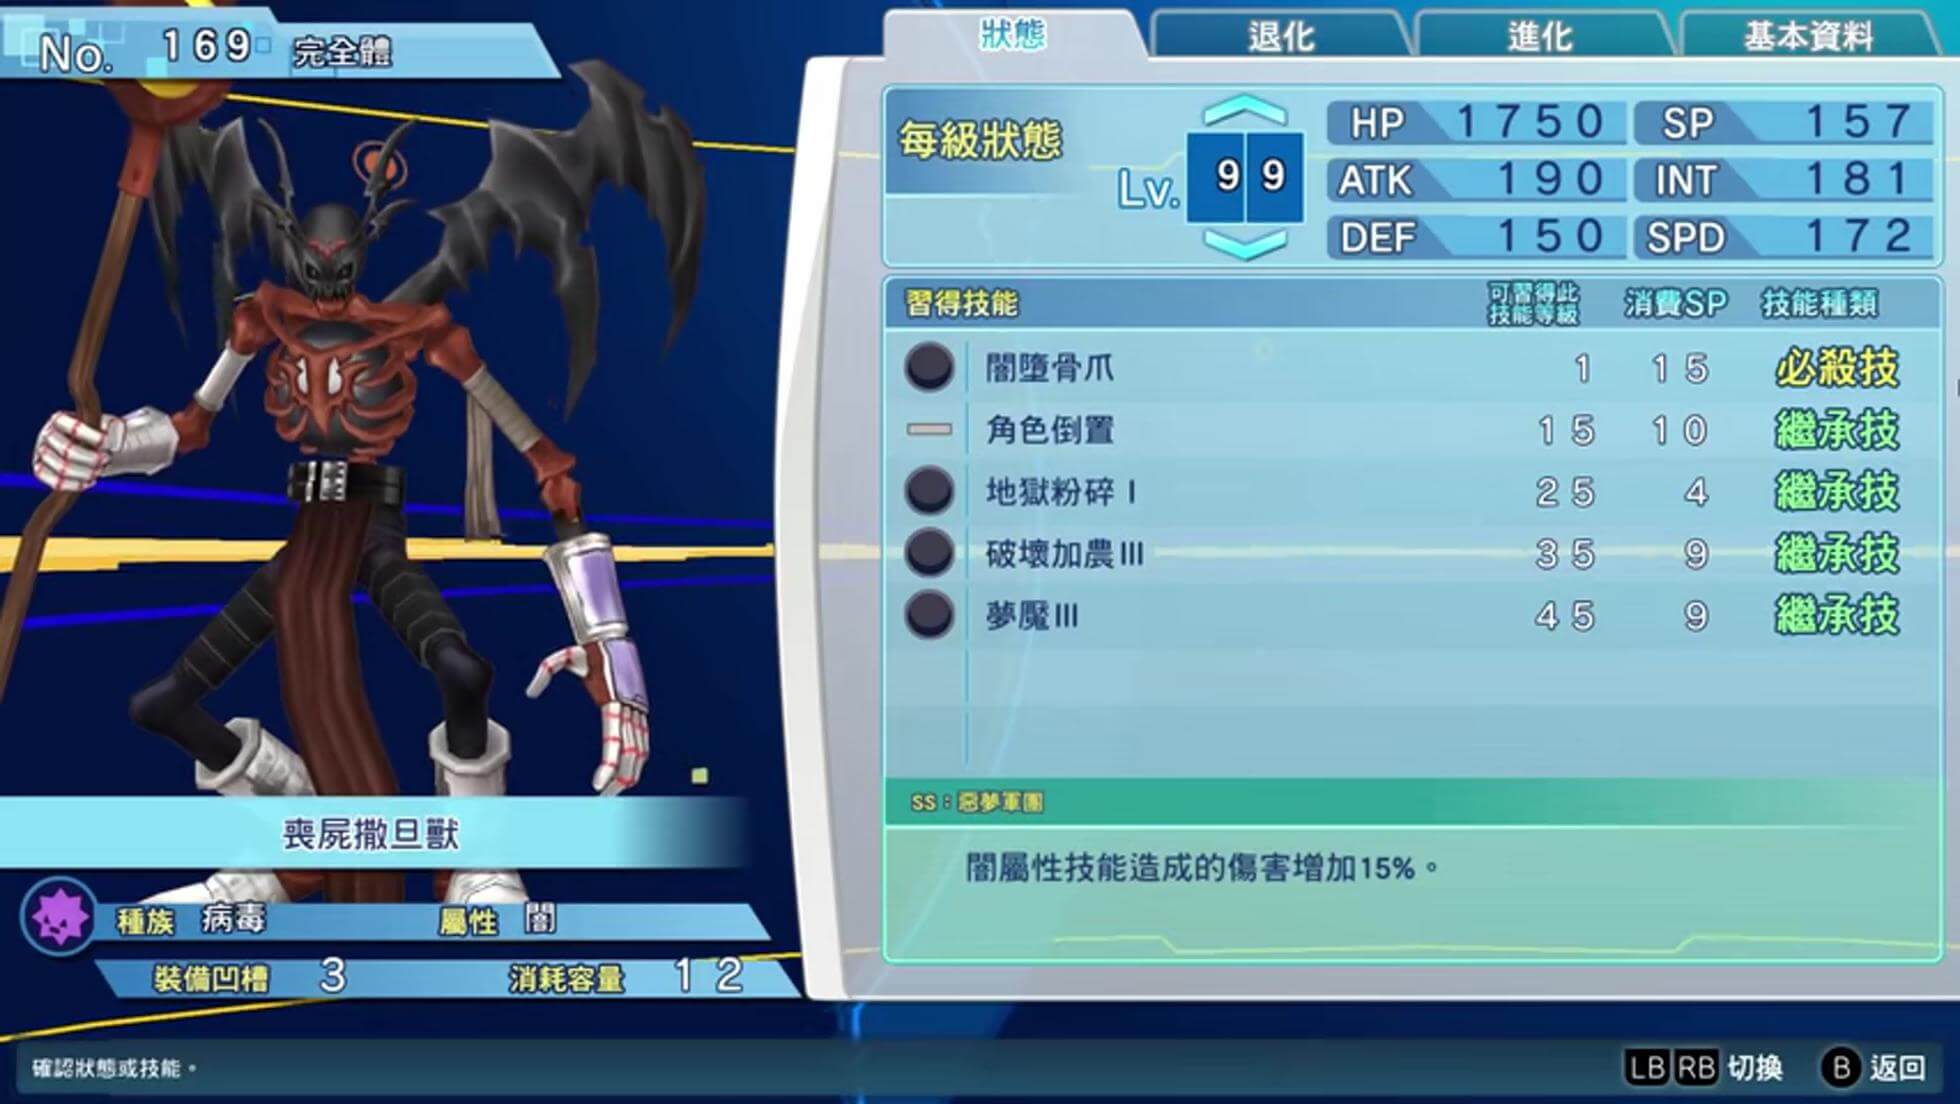 No. 169 完全體
狀態 退化 進化 基本資料
每級狀態 Lv. 99
HP 1750 SP 157
ATK 190 INT 181
DEF 150 SPD 172
習得技能 可習得此技能等級 消費SP 技能種類
闇墮骨爪 1 15 必殺技
角色倒置 15 10 繼承技
地獄粉碎 I 25 4 繼承技
破壞加農III 35 9 繼承技
夢魘III 45 9 繼承技
SS:惡夢軍團
闇屬性技能造成的傷害增加15%。
喪屍撒旦獸
種族 病毒 屬性 闇
裝備凹槽 3 消耗容量 12
確認狀態或技能。
LB RB 切換 B 返回